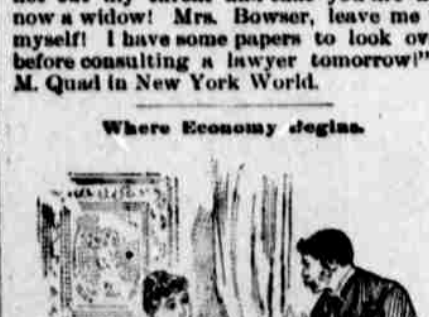 now a widow! Mrs. Bowser, leave me
myself! I have some papers to look ov
before consulting a lawyer tomorrow!"
M. Quad in New York World.
Where Economy Begins.